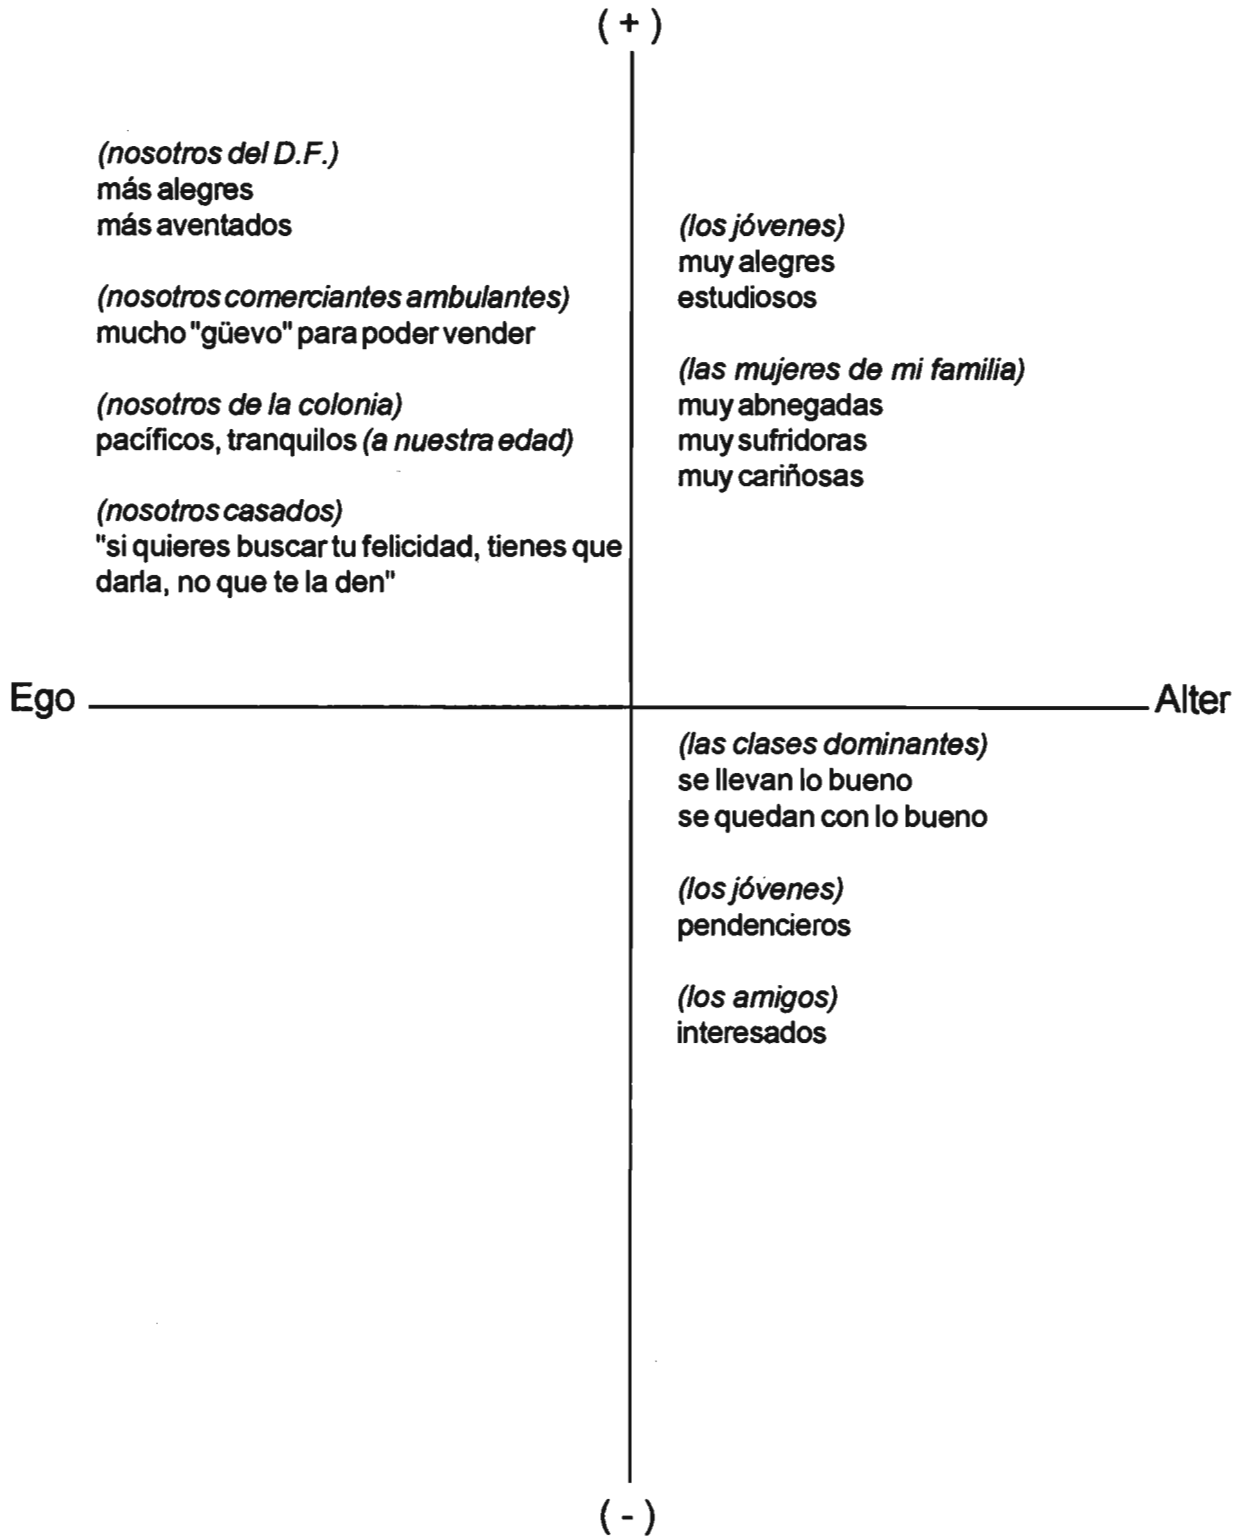 ( + )
(nosotros del D.F.)
más alegres
más aventados
(nosotros comerciantes ambulantes)
mucho "güevo" para poder vender
(nosotros de la colonia)
pacíficos, tranquilos (a nuestra edad)
(nosotros casados)
"si quieres buscar tu felicidad, tienes que
darla, no que te la den"
(los jóvenes)
muy alegres
estudiosos
(las mujeres de mi familia)
muy abnegadas
muy sufridoras
muy cariñosas
Ego
Alter
(las clases dominantes)
se llevan lo bueno
se quedan con lo bueno
(los jóvenes)
pendencieros
(los amigos)
interesados
( - )